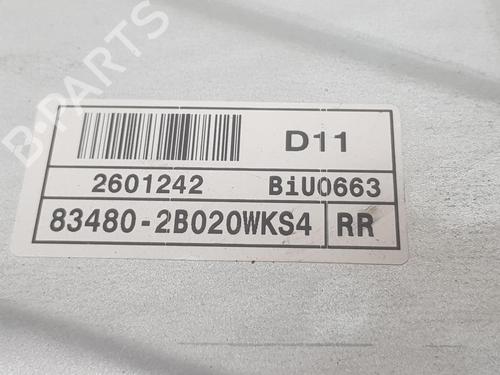 B-PARTS
D11
2601242 BiU0663
83480-2B020WKS4 RR